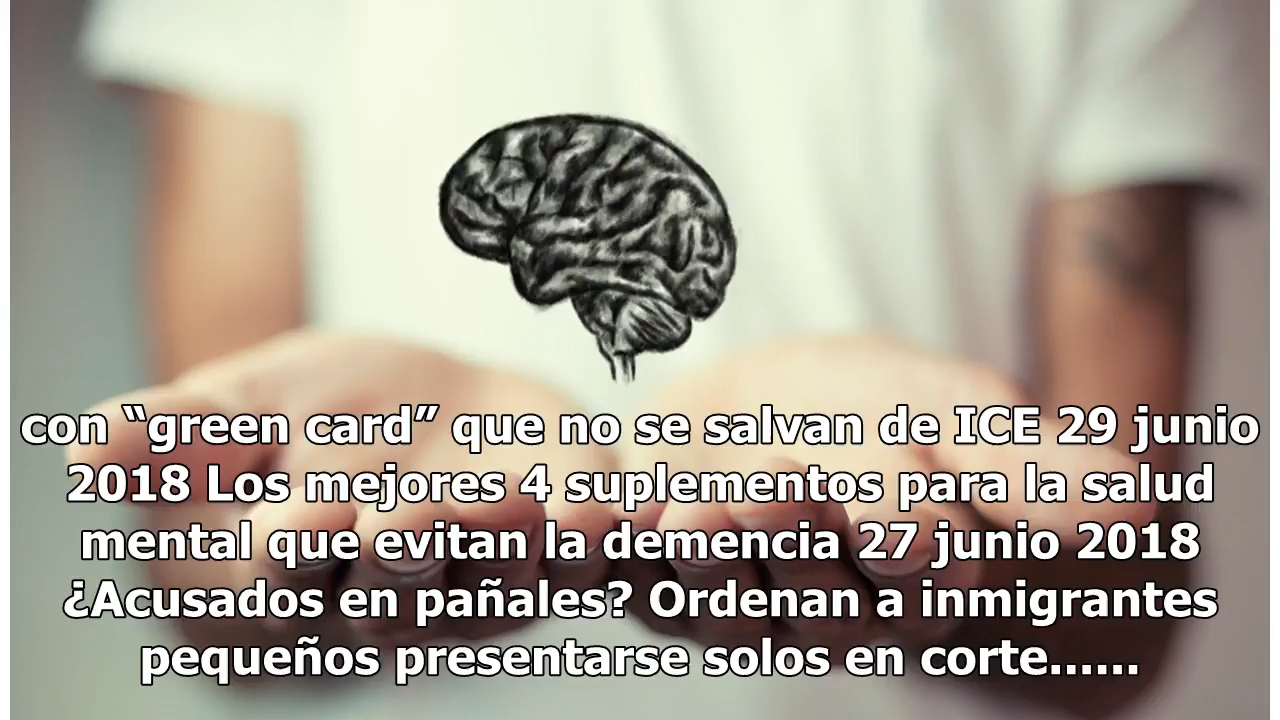 con “green card” que no se salvan de ICE 29 junio
2018 Los mejores 4 suplementos para la salud
mental que evitan la demencia 27 junio 2018
¿Acusados en pañales? Ordenan a inmigrantes
pequeños presentarse solos en corte......